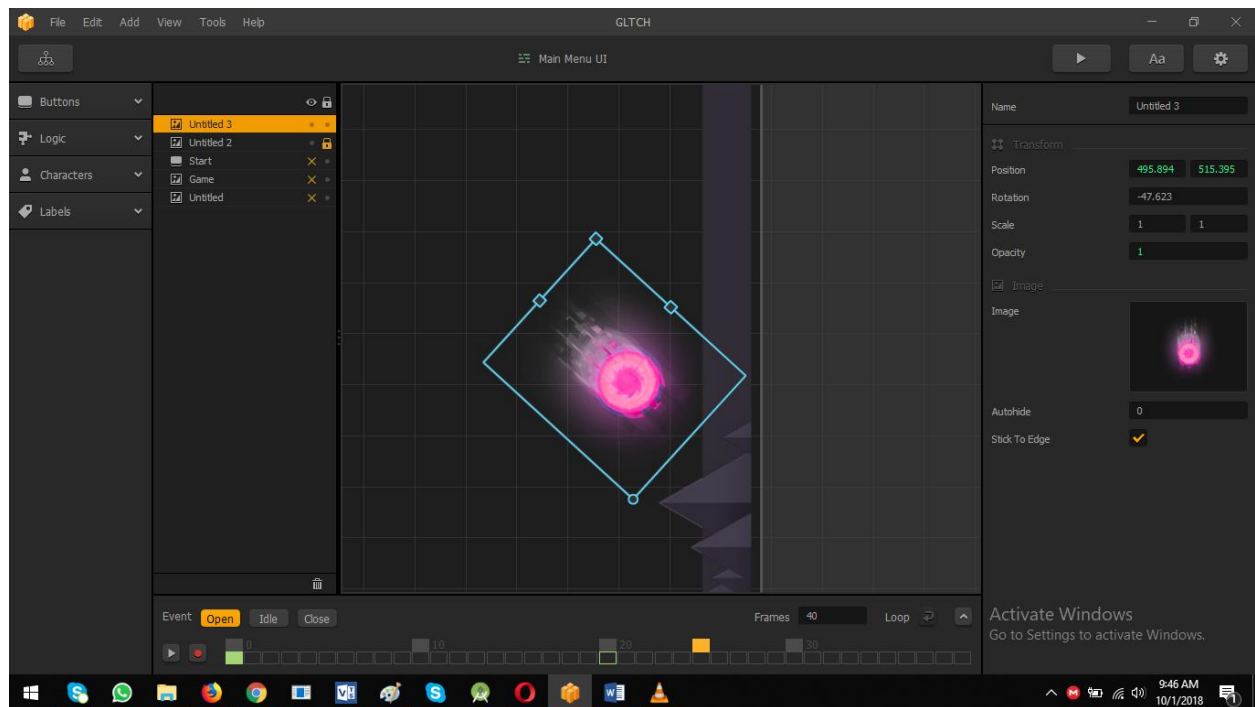 File Edit Add View Tools Help GLTCH
Main Menu UI Aa
Buttons
Logic
Characters
Labels
Untitled 3
Untitled 2
Start
Game
Untitled
Name Untitled 3
Transform
Position 495.894 515.395
Rotation -47.623
Scale 1 1
Opacity 1
Image
Image
Autohide 0
Stick To Edge
Event Open Idle Close Frames 40 Loop
0 10 20 30
Activate Windows
Go to Settings to activate Windows.
9:46 AM
10/1/2018